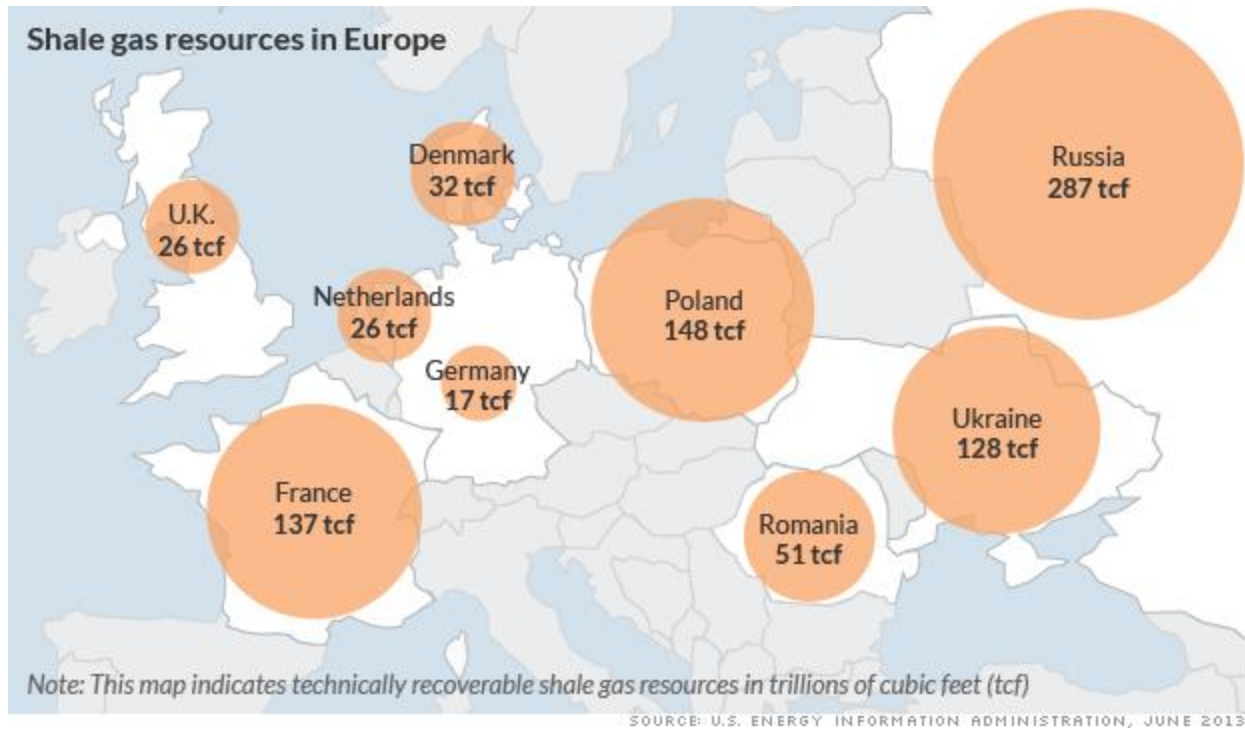 Shale gas resources in Europe
Denmark
32 tcf
Russia
287 tcf
U.K.
26 tcf
Netherlands
26 tcf
Poland
148 tcf
Germany
17 tcf
Ukraine
128 tcf
France
137 tcf
Romania
51 tcf
Note: This map indicates technically recoverable shale gas resources in trillions of cubic feet (tcf)
SOURCE: U.S. ENERGY INFORMATION ADMINISTRATION, JUNE 2013